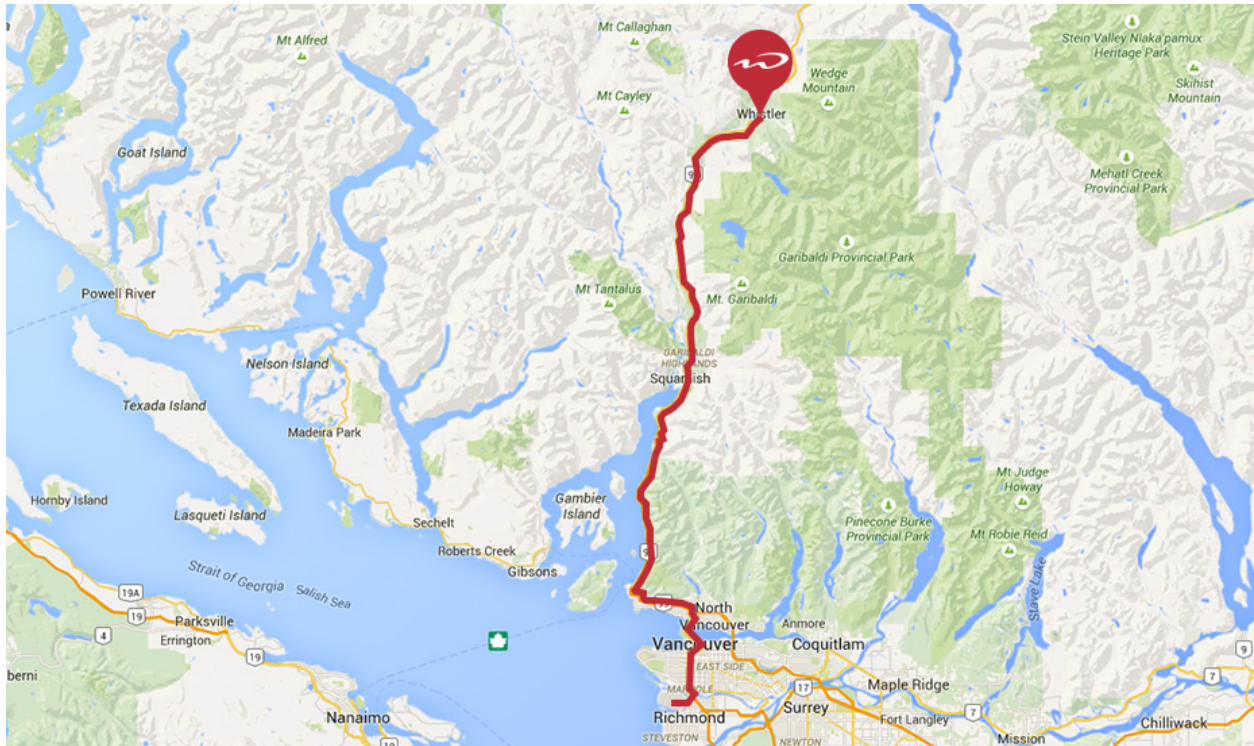 Mt Alfred
Mt Callaghan
Stein Valley Nlaka'pamux
Heritage Park
Wedge
Mountain
Skihist
Mountain
Mt Cayley
Whistler
Goat Island
Mehatl Creek
Provincial Park
Garibaldi Provincial Park
Powell River
Mt Tantalus
Mt. Garibaldi
GARIBALDI
HIGHLANDS
Squamish
Nelson Island
Texada Island
Madeira Park
Mt Judge
Howay
Hornby Island
Lasqueti Island
Gambier
Island
Sechelt
Pinecone Burke
Provincial Park
Mt Robie Reid
Roberts Creek
Gibsons
Strait of Georgia
Salish Sea
Stave Lake
19A
19
Parksville
Errington
4
19
99
North
Vancouver
Anmore
Vancouver
Coquitlam
EAST SIDE
9
7
Maple Ridge
17
MARPOLE
Surrey
Richmond
Fort Langley
7
Chilliwack
Mission
berni
Nanaimo
19
STEVESTON
NEWTON